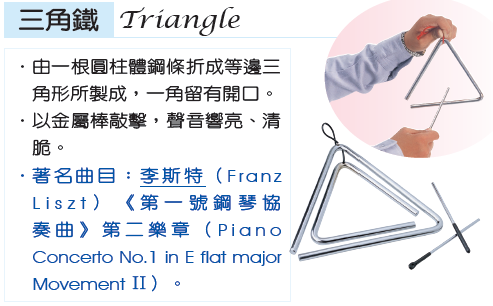 三角鐵 Triangle
．由一根圓柱體鋼條折成等邊三
角形所製成，一角留有開口。
．以金屬棒敲擊，聲音響亮、清
脆。
．著名曲目：李斯特（Franz
Liszt）《第一號鋼琴協
奏曲》第二樂章（Piano
Concerto No.1 in E flat major
Movement II）。